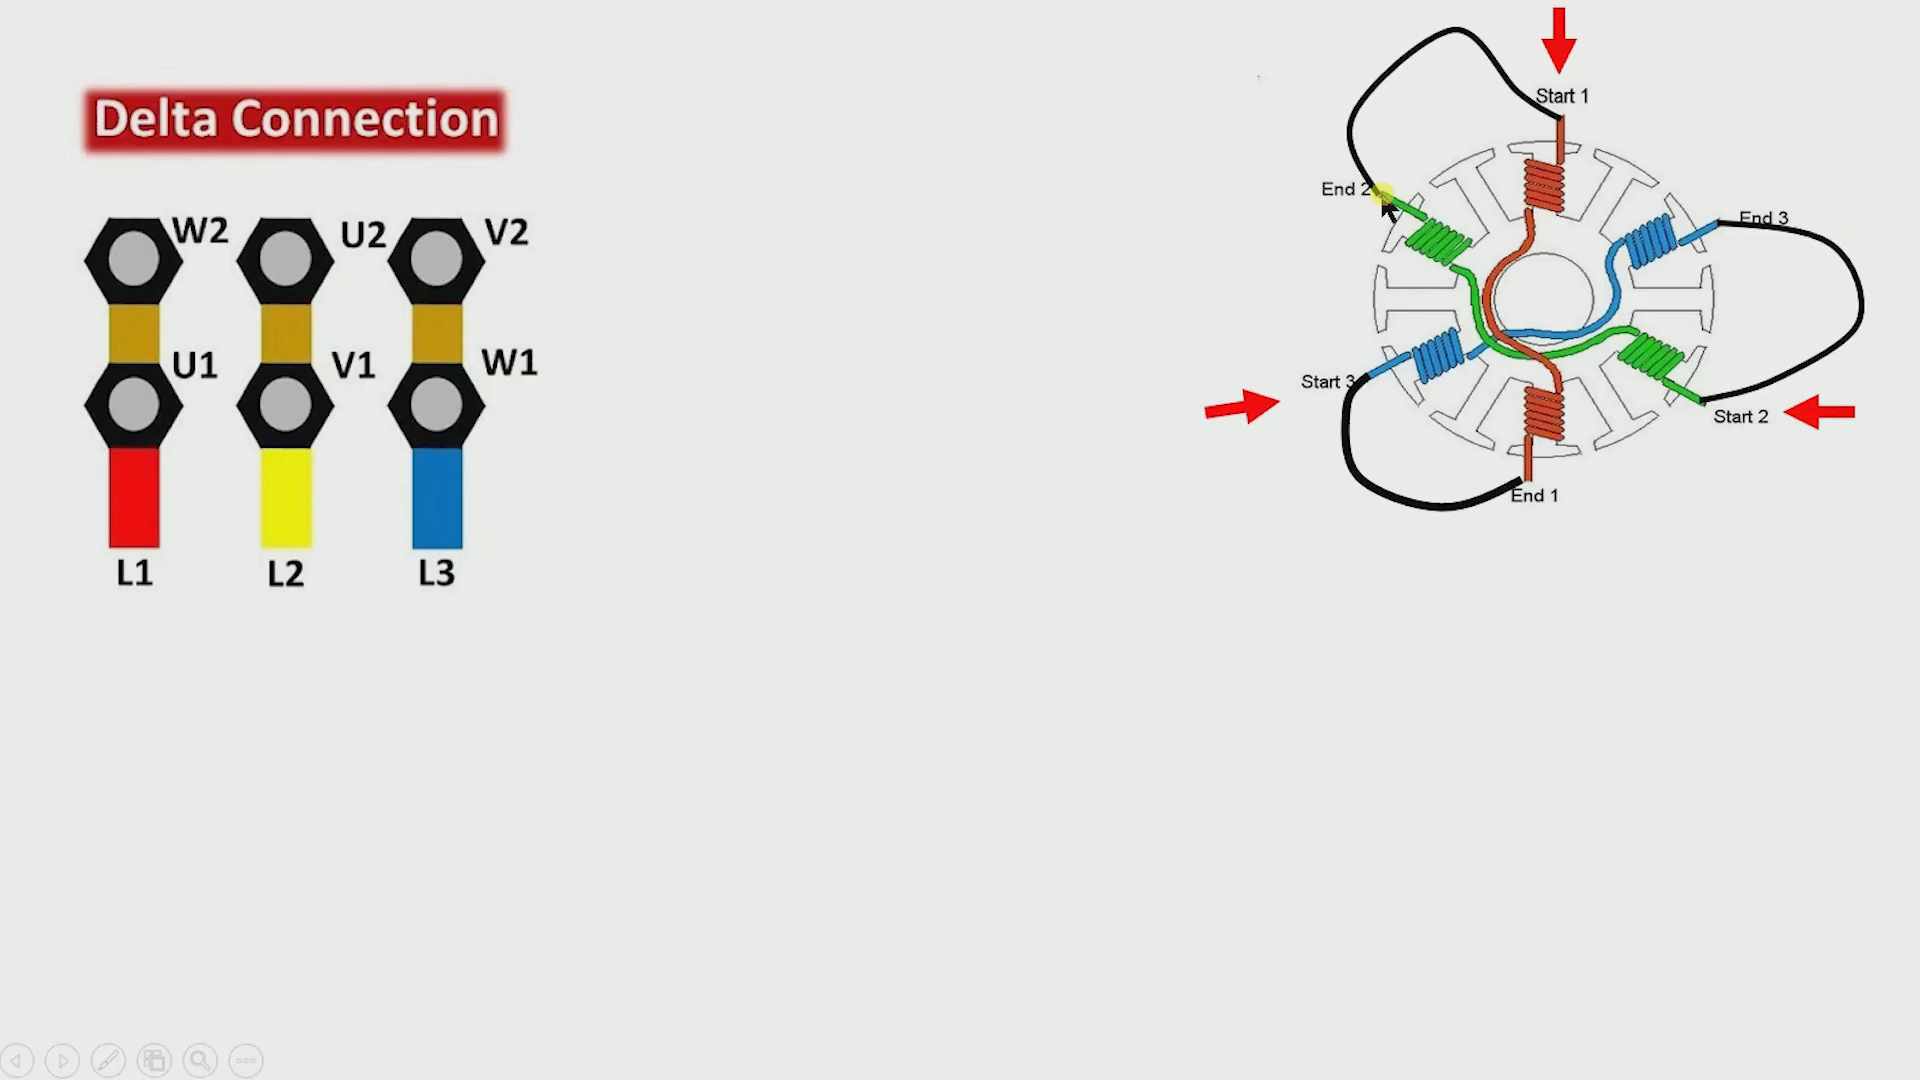 Delta Connection
W2 U2 V2
U1 V1 W1
L1 L2 L3
Start 1
End 2
End 3
Start 3
Start 2
End 1